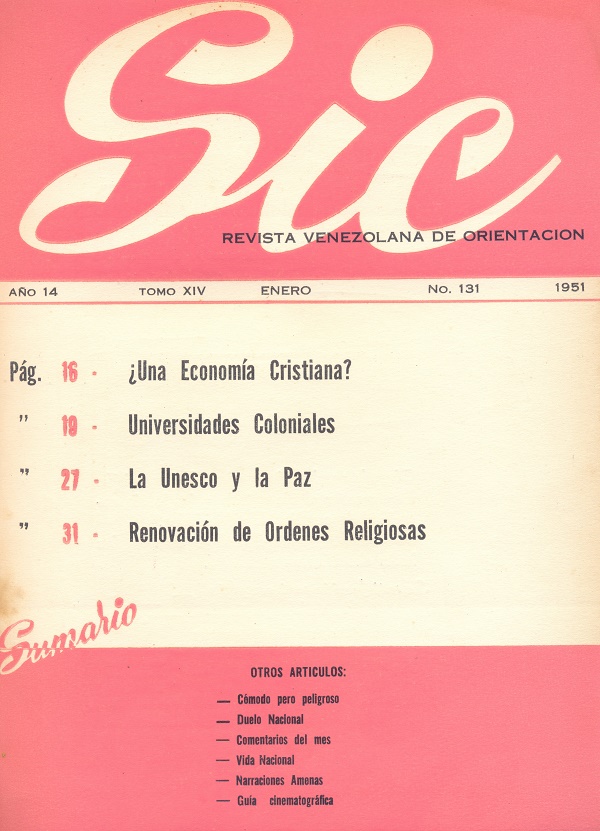 Sic
REVISTA VENEZOLANA DE ORIENTACION
AÑO 14 TOMO XIV ENERO No. 131 1951
Pág. 16 - ¿Una Economía Cristiana?
" 19 - Universidades Coloniales
" 27 - La Unesco y la Paz
" 31 - Renovación de Ordenes Religiosas
Sumario
OTROS ARTICULOS:
— Cómodo pero peligroso
— Duelo Nacional
— Comentarios del mes
— Vida Nacional
— Narraciones Amenas
— Guía cinematográfica